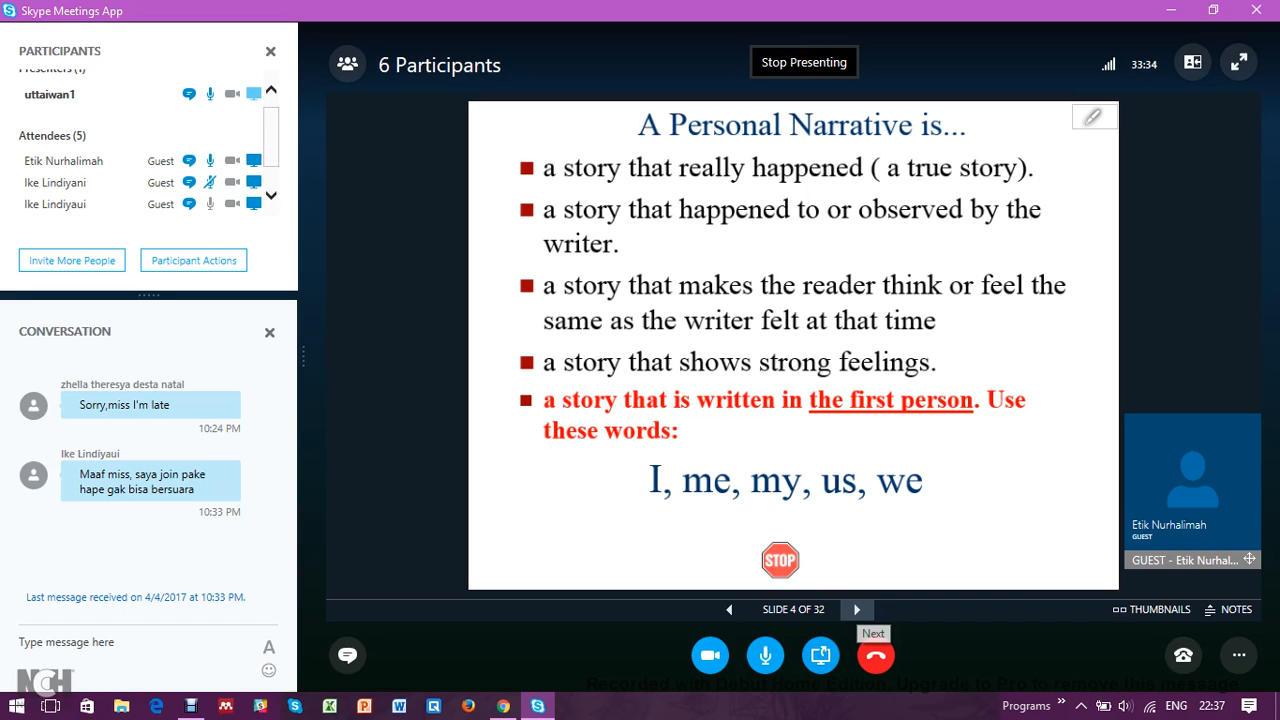 Skype Meetings App
PARTICIPANTS
Presenters (1)
uttaiwan1
Attendees (5)
Etik Nurhalimah Guest
Ike Lindiyani Guest
Ike Lindiyaui Guest
Invite More People Participant Actions
CONVERSATION
zhella theresya desta natal
Sorry,miss I'm late
10:24 PM
Ike Lindiyaui
Maaf miss, saya join pake
hape gak bisa bersuara
10:33 PM
Last message received on 4/4/2017 at 10:33 PM.
Type message here
A
NCH
6 Participants
Stop Presenting
33:34
A Personal Narrative is...
a story that really happened ( a true story).
a story that happened to or observed by the
writer.
a story that makes the reader think or feel the
same as the writer felt at that time
a story that shows strong feelings.
a story that is written in the first person. Use
these words:
I, me, my, us, we
STOP
Etik Nurhalimah
GUEST
GUEST - Etik Nurhal...
SLIDE 4 OF 32
THUMBNAILS
NOTES
Next
Recorded with Debut Home Edition. Upgrade to Pro to remove this message
Programs
ENG
22:37